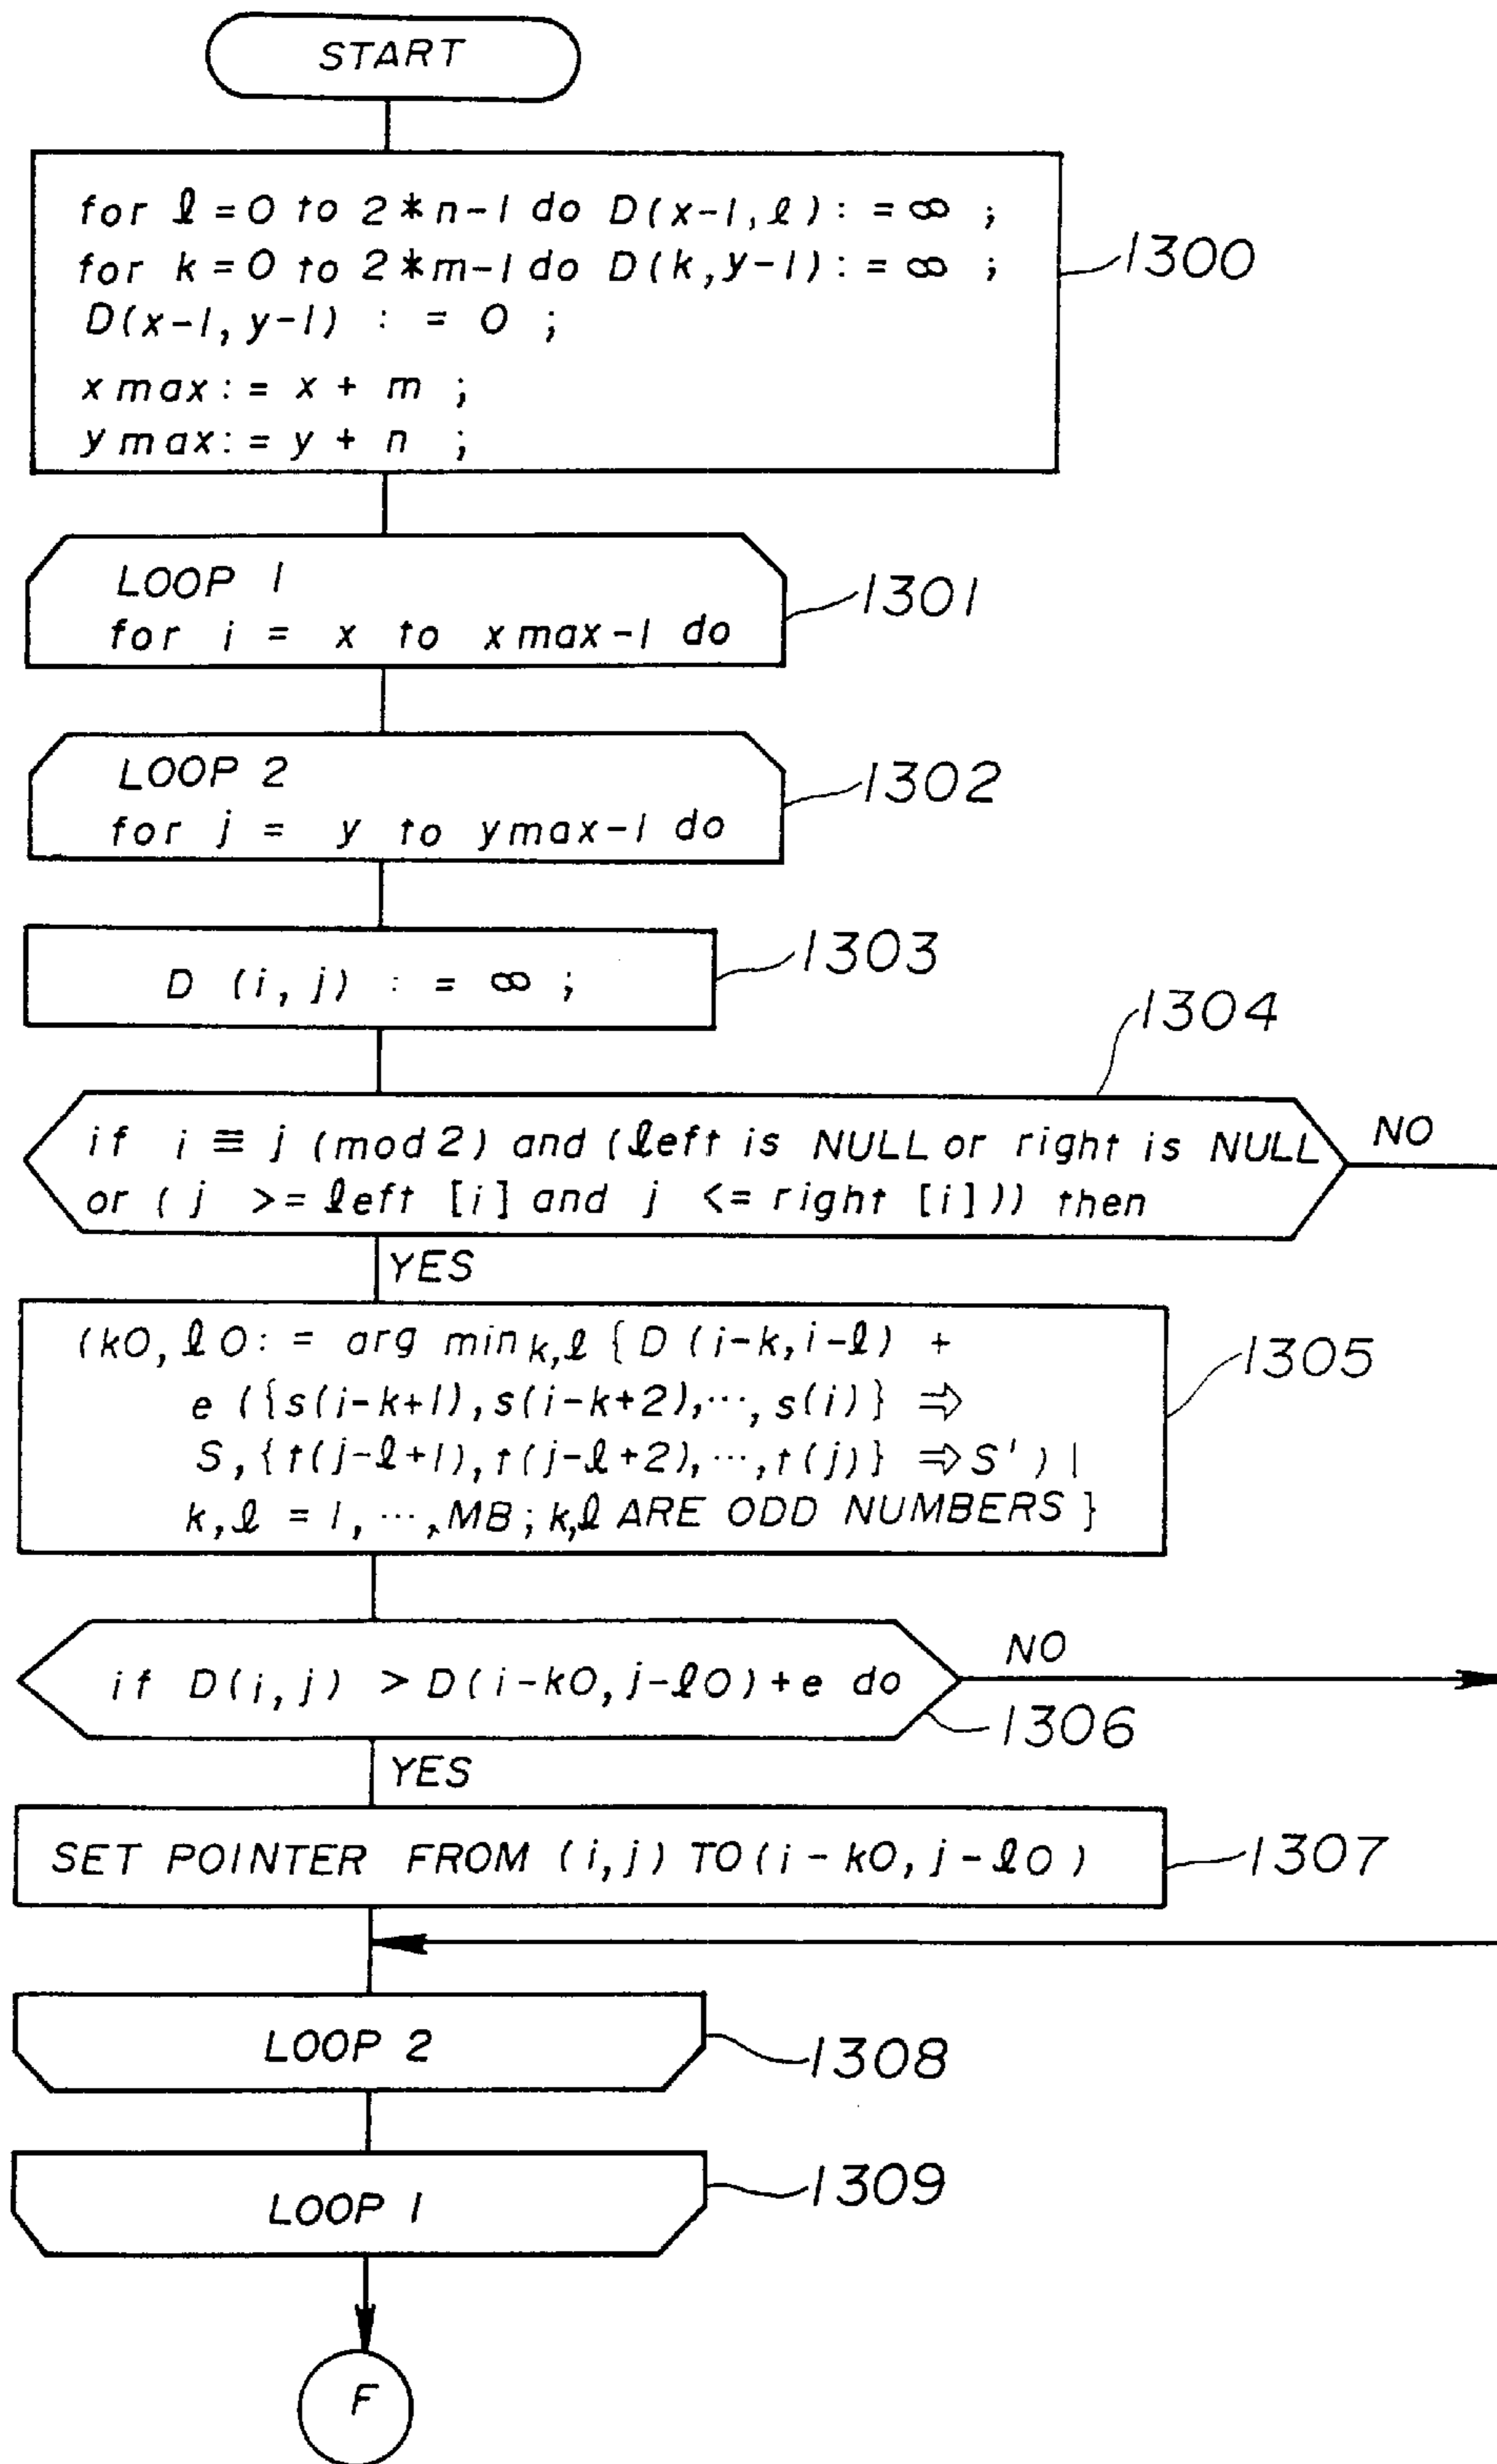 START
for ℓ = 0 to 2*n-1 do D(x-1, ℓ) := ∞ ;
for k = 0 to 2*m-1 do D(k, y-1) := ∞ ;
D(x-1, y-1) := 0 ;
xmax := x + m ;
ymax := y + n ;
1300
LOOP 1
for i = x to xmax-1 do
1301
LOOP 2
for j = y to ymax-1 do
1302
D (i, j) := ∞ ;
1303
1304
if i ≡ j (mod 2) and (ℓeft is NULL or right is NULL
or ( j >= ℓeft [i] and j <= right [i])) then
NO
YES
(k0, ℓ0 := arg min k,ℓ { D (i-k, i-ℓ) +
e ({s(i-k+1), s(i-k+2), ···, s(i)} ⇒
S, {t(j-ℓ+1), t(j-ℓ+2), ···, t(j)} ⇒ S' ) |
k, ℓ = 1, ···, MB ; k,ℓ ARE ODD NUMBERS }
1305
if D(i, j) > D(i-k0, j-ℓ0)+e do
NO
1306
YES
SET POINTER FROM (i, j) TO (i-k0, j-ℓ0)
1307
LOOP 2
1308
LOOP 1
1309
F